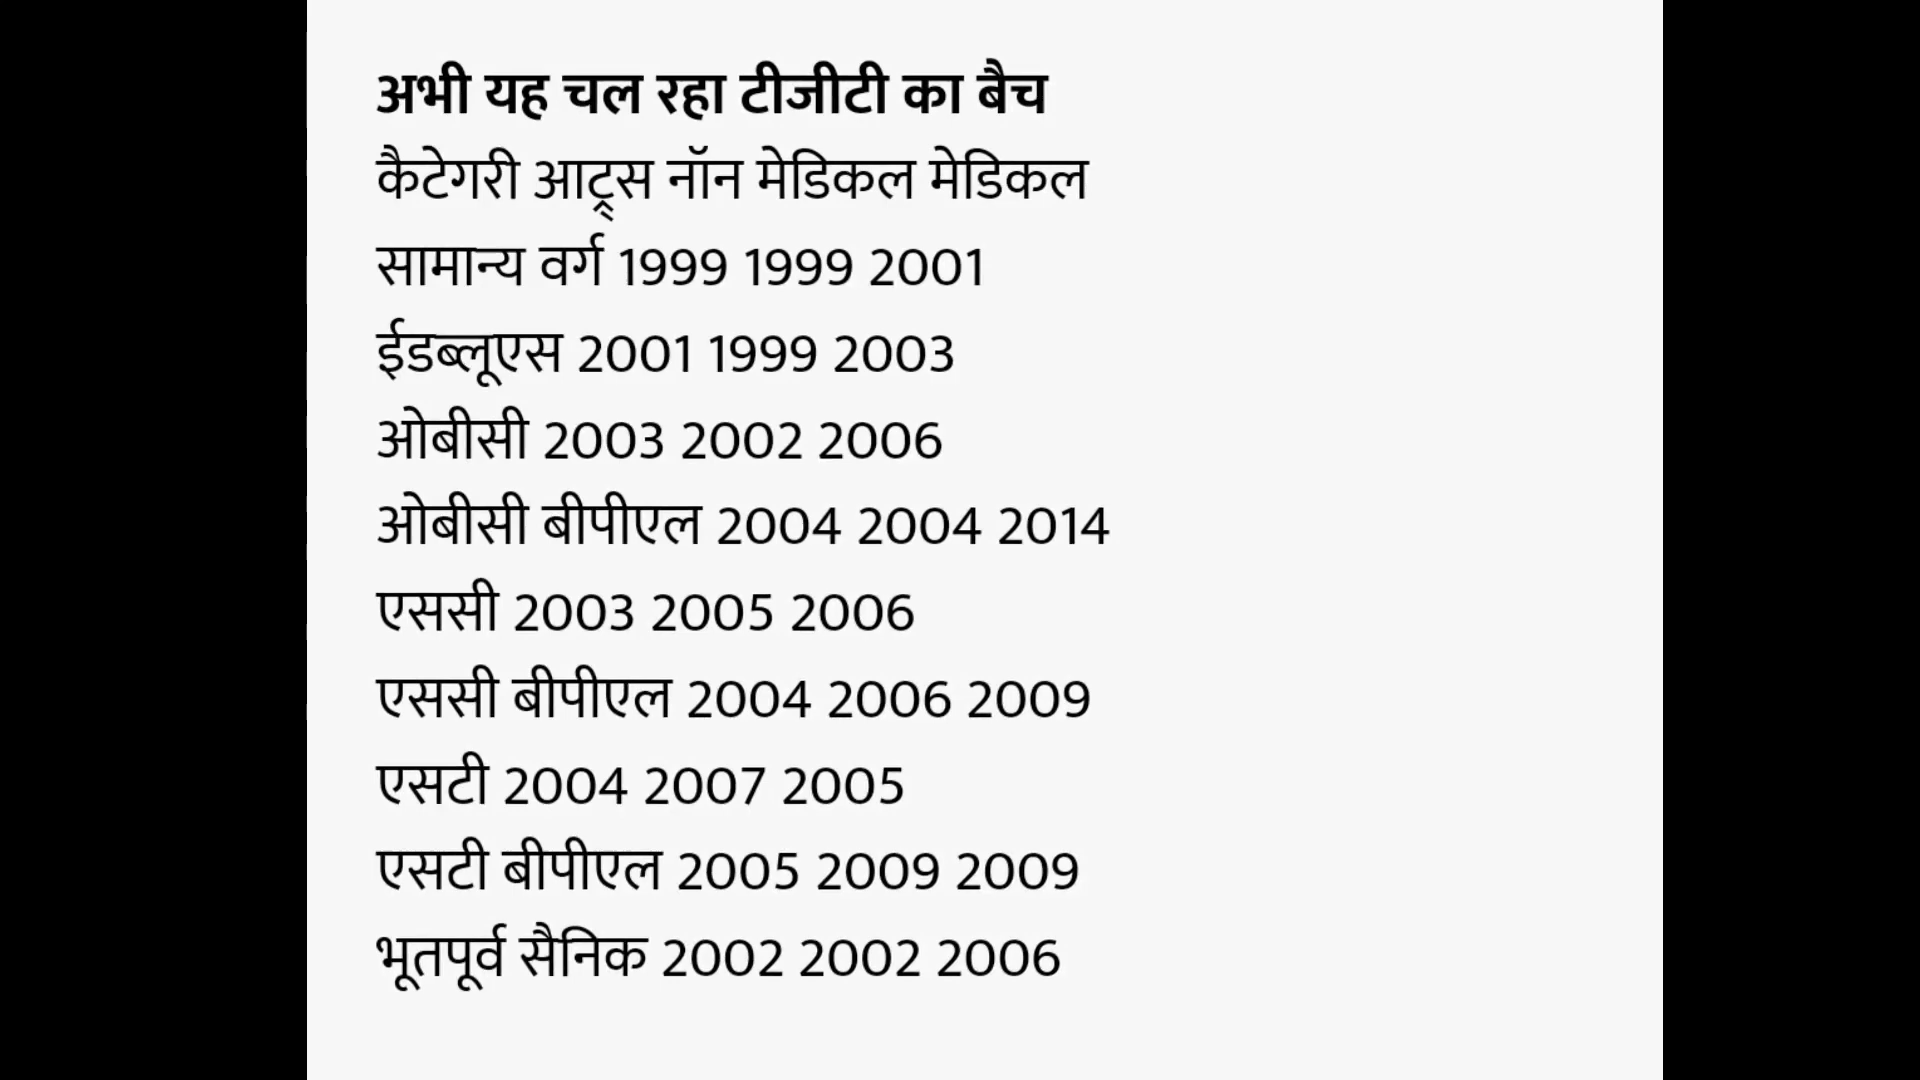 अभी यह चल रहा टीजीटी का बैच
कैटेगरी आट्र्स नॉन मेडिकल मेडिकल
सामान्य वर्ग 1999 1999 2001
ईडब्लूएस 2001 1999 2003
ओबीसी 2003 2002 2006
ओबीसी बीपीएल 2004 2004 2014
एससी 2003 2005 2006
एससी बीपीएल 2004 2006 2009
एसटी 2004 2007 2005
एसटी बीपीएल 2005 2009 2009
भूतपूर्व सैनिक 2002 2002 2006